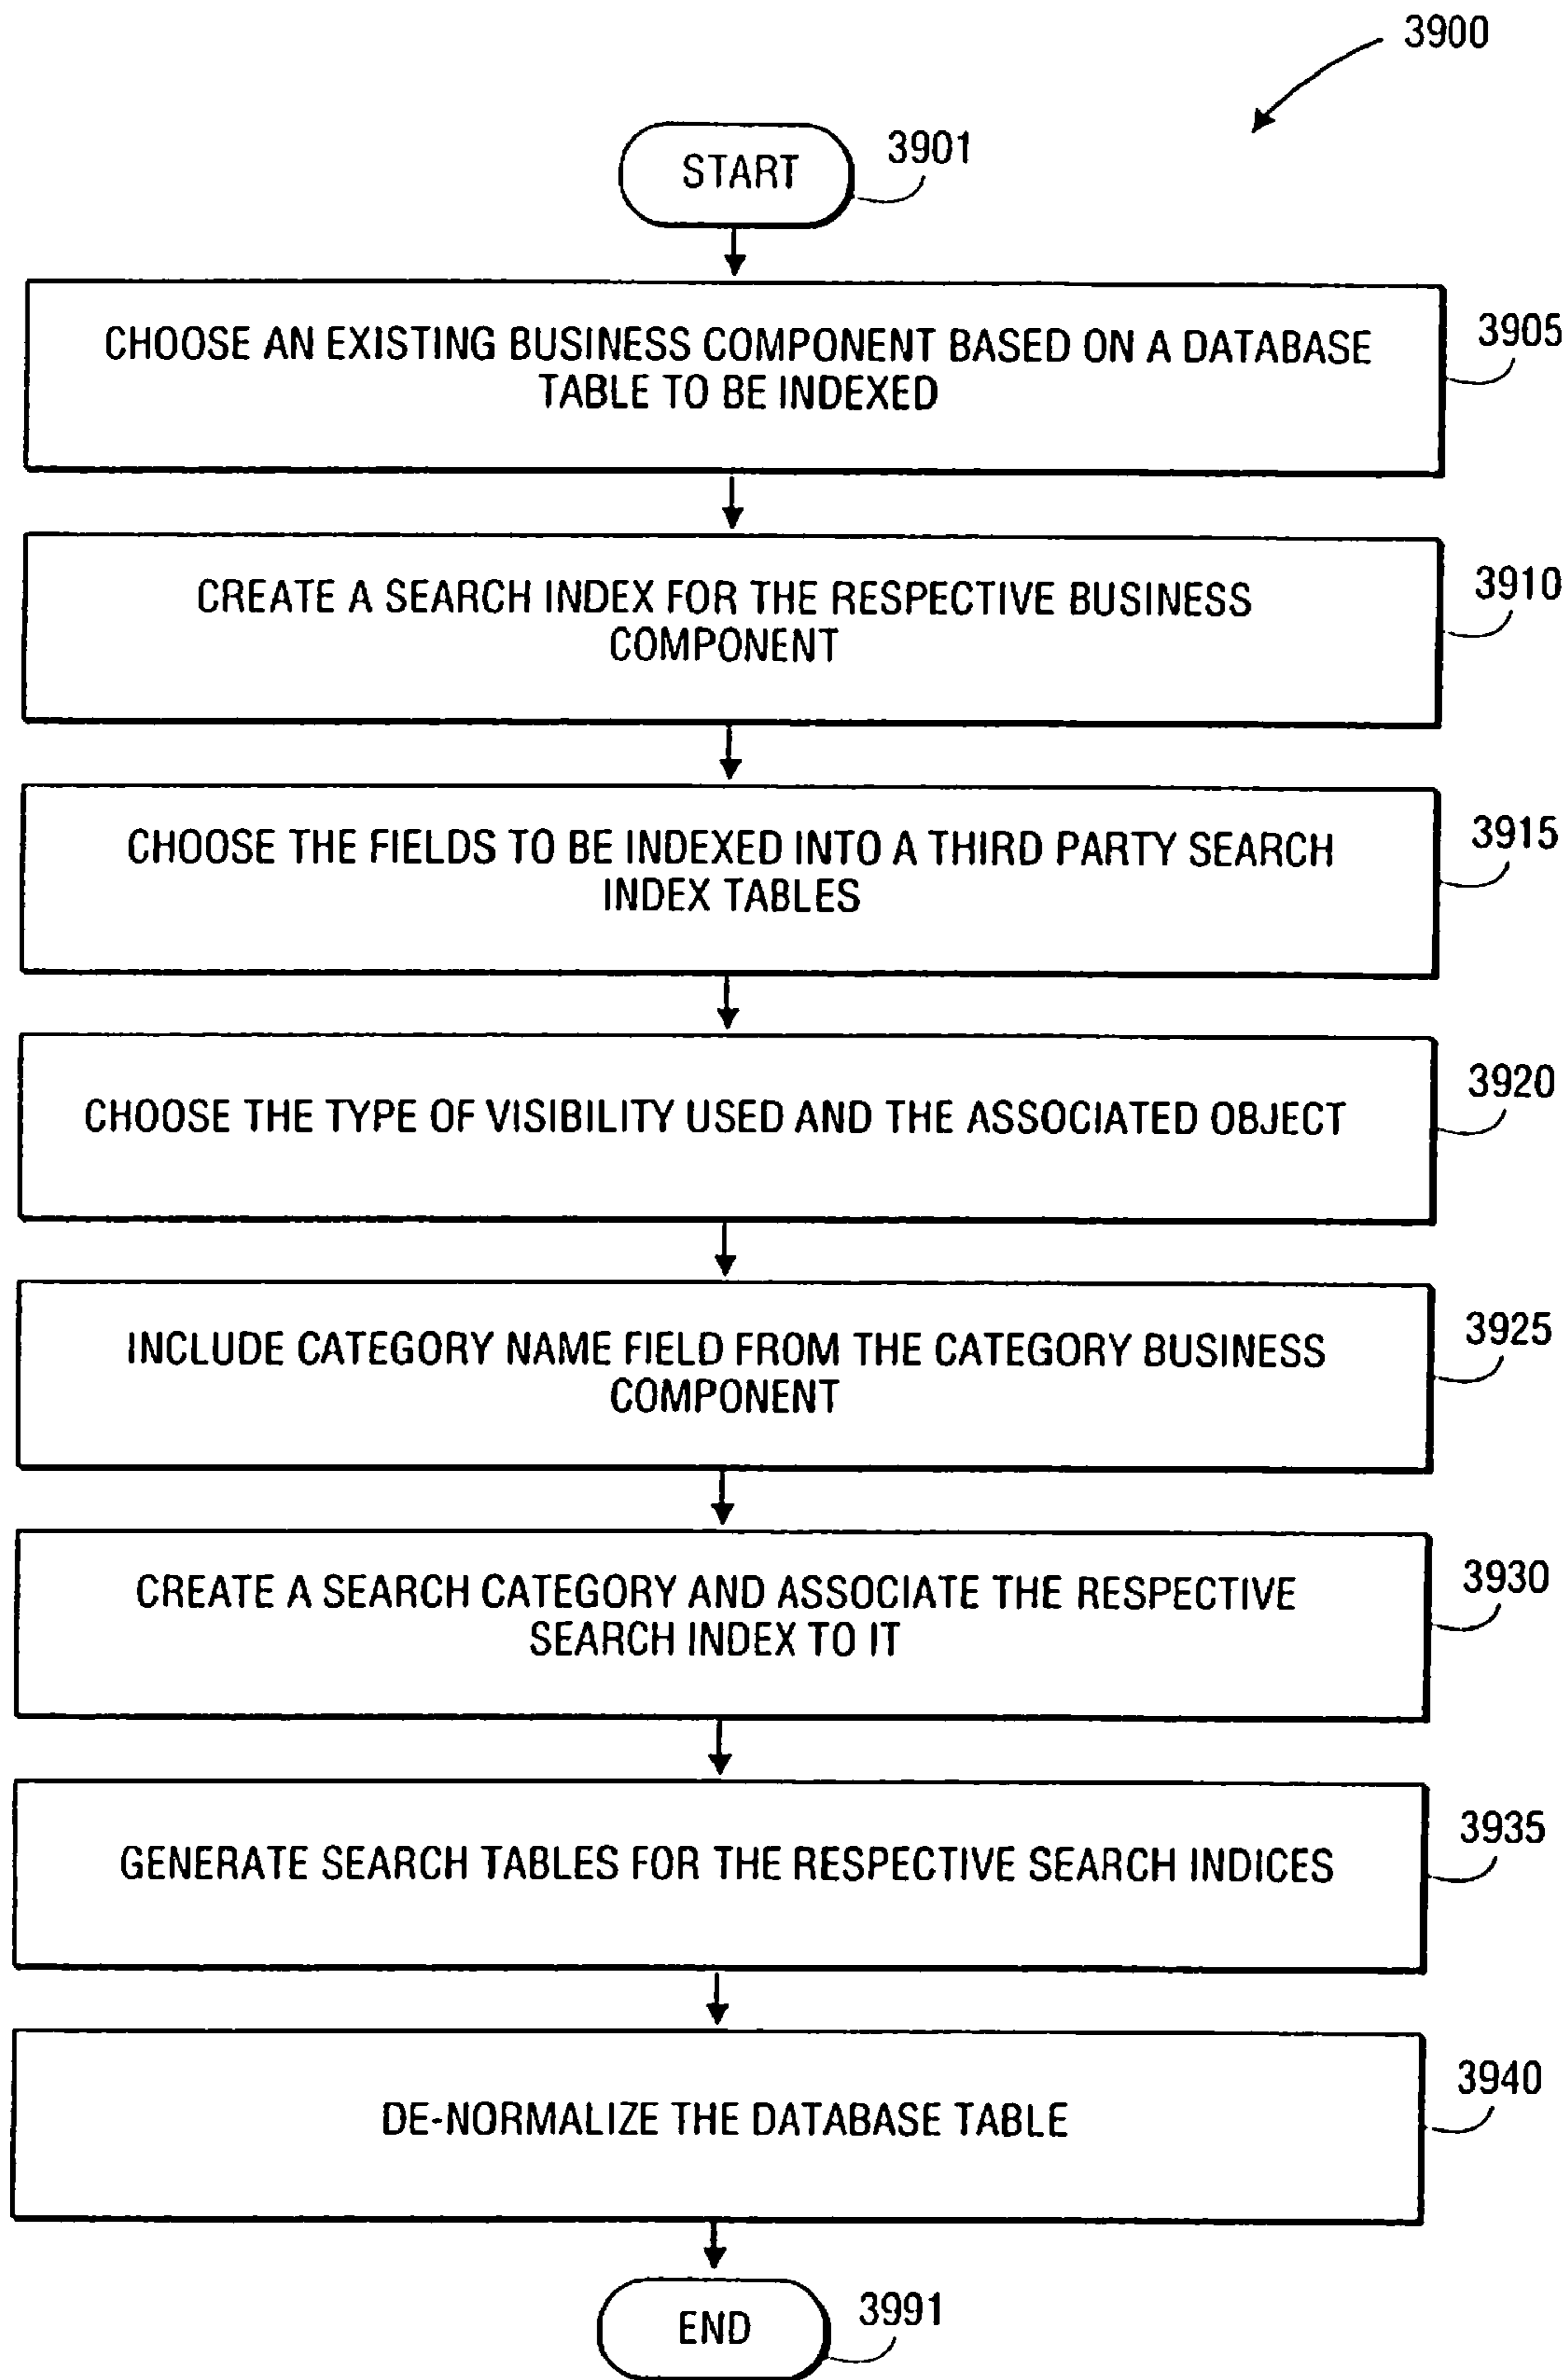 3900
START
3901
CHOOSE AN EXISTING BUSINESS COMPONENT BASED ON A DATABASE
TABLE TO BE INDEXED
3905
CREATE A SEARCH INDEX FOR THE RESPECTIVE BUSINESS
COMPONENT
3910
CHOOSE THE FIELDS TO BE INDEXED INTO A THIRD PARTY SEARCH
INDEX TABLES
3915
CHOOSE THE TYPE OF VISIBILITY USED AND THE ASSOCIATED OBJECT
3920
INCLUDE CATEGORY NAME FIELD FROM THE CATEGORY BUSINESS
COMPONENT
3925
CREATE A SEARCH CATEGORY AND ASSOCIATE THE RESPECTIVE
SEARCH INDEX TO IT
3930
GENERATE SEARCH TABLES FOR THE RESPECTIVE SEARCH INDICES
3935
DE-NORMALIZE THE DATABASE TABLE
3940
END
3991